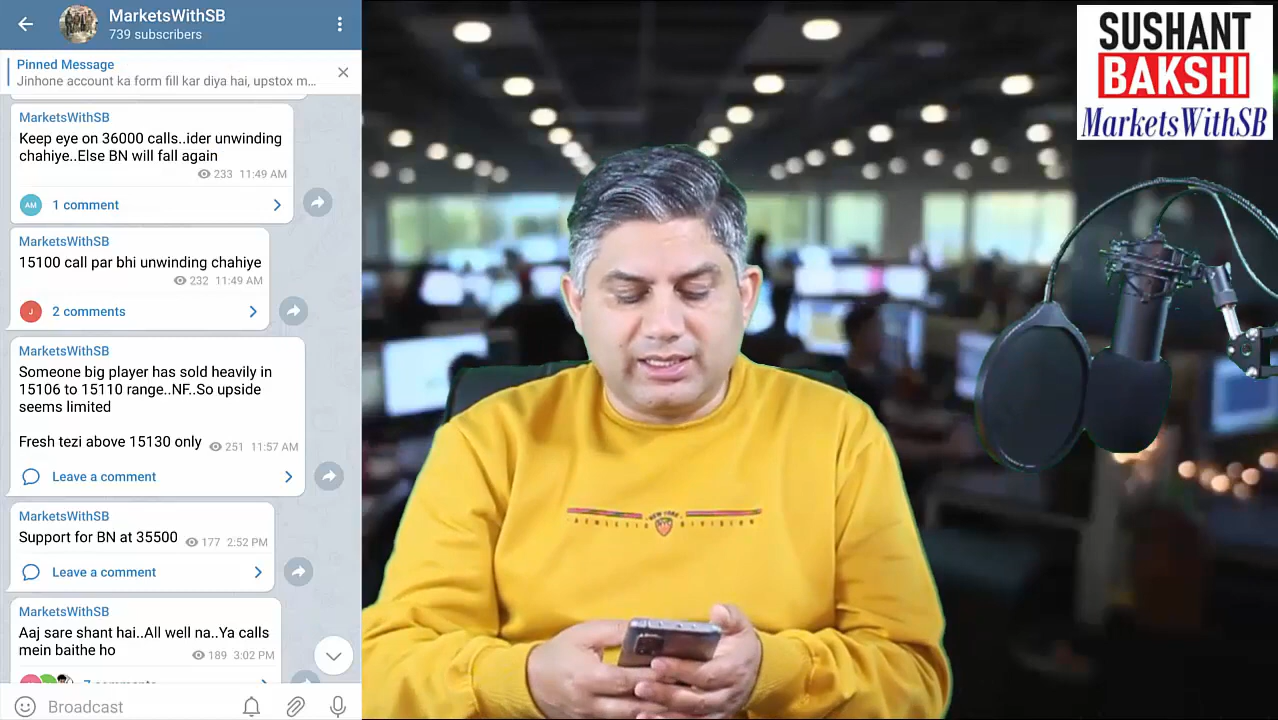 MarketsWithSB
739 subscribers
Pinned Message
Jinhone account ka form fill kar diya hai, upstox m...
MarketsWithSB
Keep eye on 36000 calls..ider unwinding
chahiye..Else BN will fall again
233 11:49 AM
AM 1 comment
MarketsWithSB
15100 call par bhi unwinding chahiye
232 11:49 AM
J 2 comments
MarketsWithSB
Someone big player has sold heavily in
15106 to 15110 range..NF..So upside
seems limited
Fresh tezi above 15130 only 251 11:57 AM
Leave a comment
MarketsWithSB
Support for BN at 35500 177 2:52 PM
Leave a comment
MarketsWithSB
Aaj sare shant hai..All well na..Ya calls
mein baithe ho 189 3:02 PM
Broadcast
SUSHANT
BAKSHI
MarketsWithSB
NEW YORK
ATHLETIC DIVISION